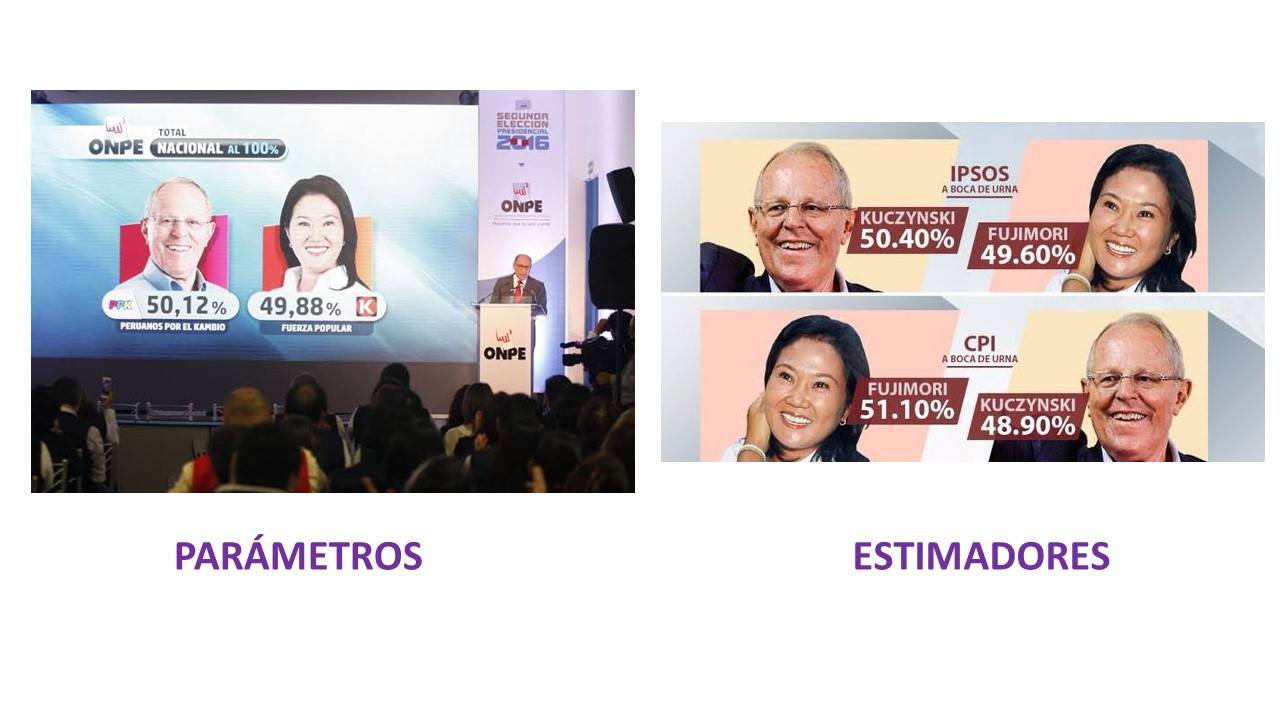 TOTAL
ONPE NACIONAL AL 100%
PPK 50,12%
PERUANOS POR EL KAMBIO
49,88% K
FUERZA POPULAR
SEGUNDA
ELECCIÓN
PRESIDENCIAL
2016
ONPE
ONPE
IPSOS
A BOCA DE URNA
KUCZYNSKI
50.40%
FUJIMORI
49.60%
CPI
A BOCA DE URNA
FUJIMORI
51.10%
KUCZYNSKI
48.90%
PARÁMETROS
ESTIMADORES